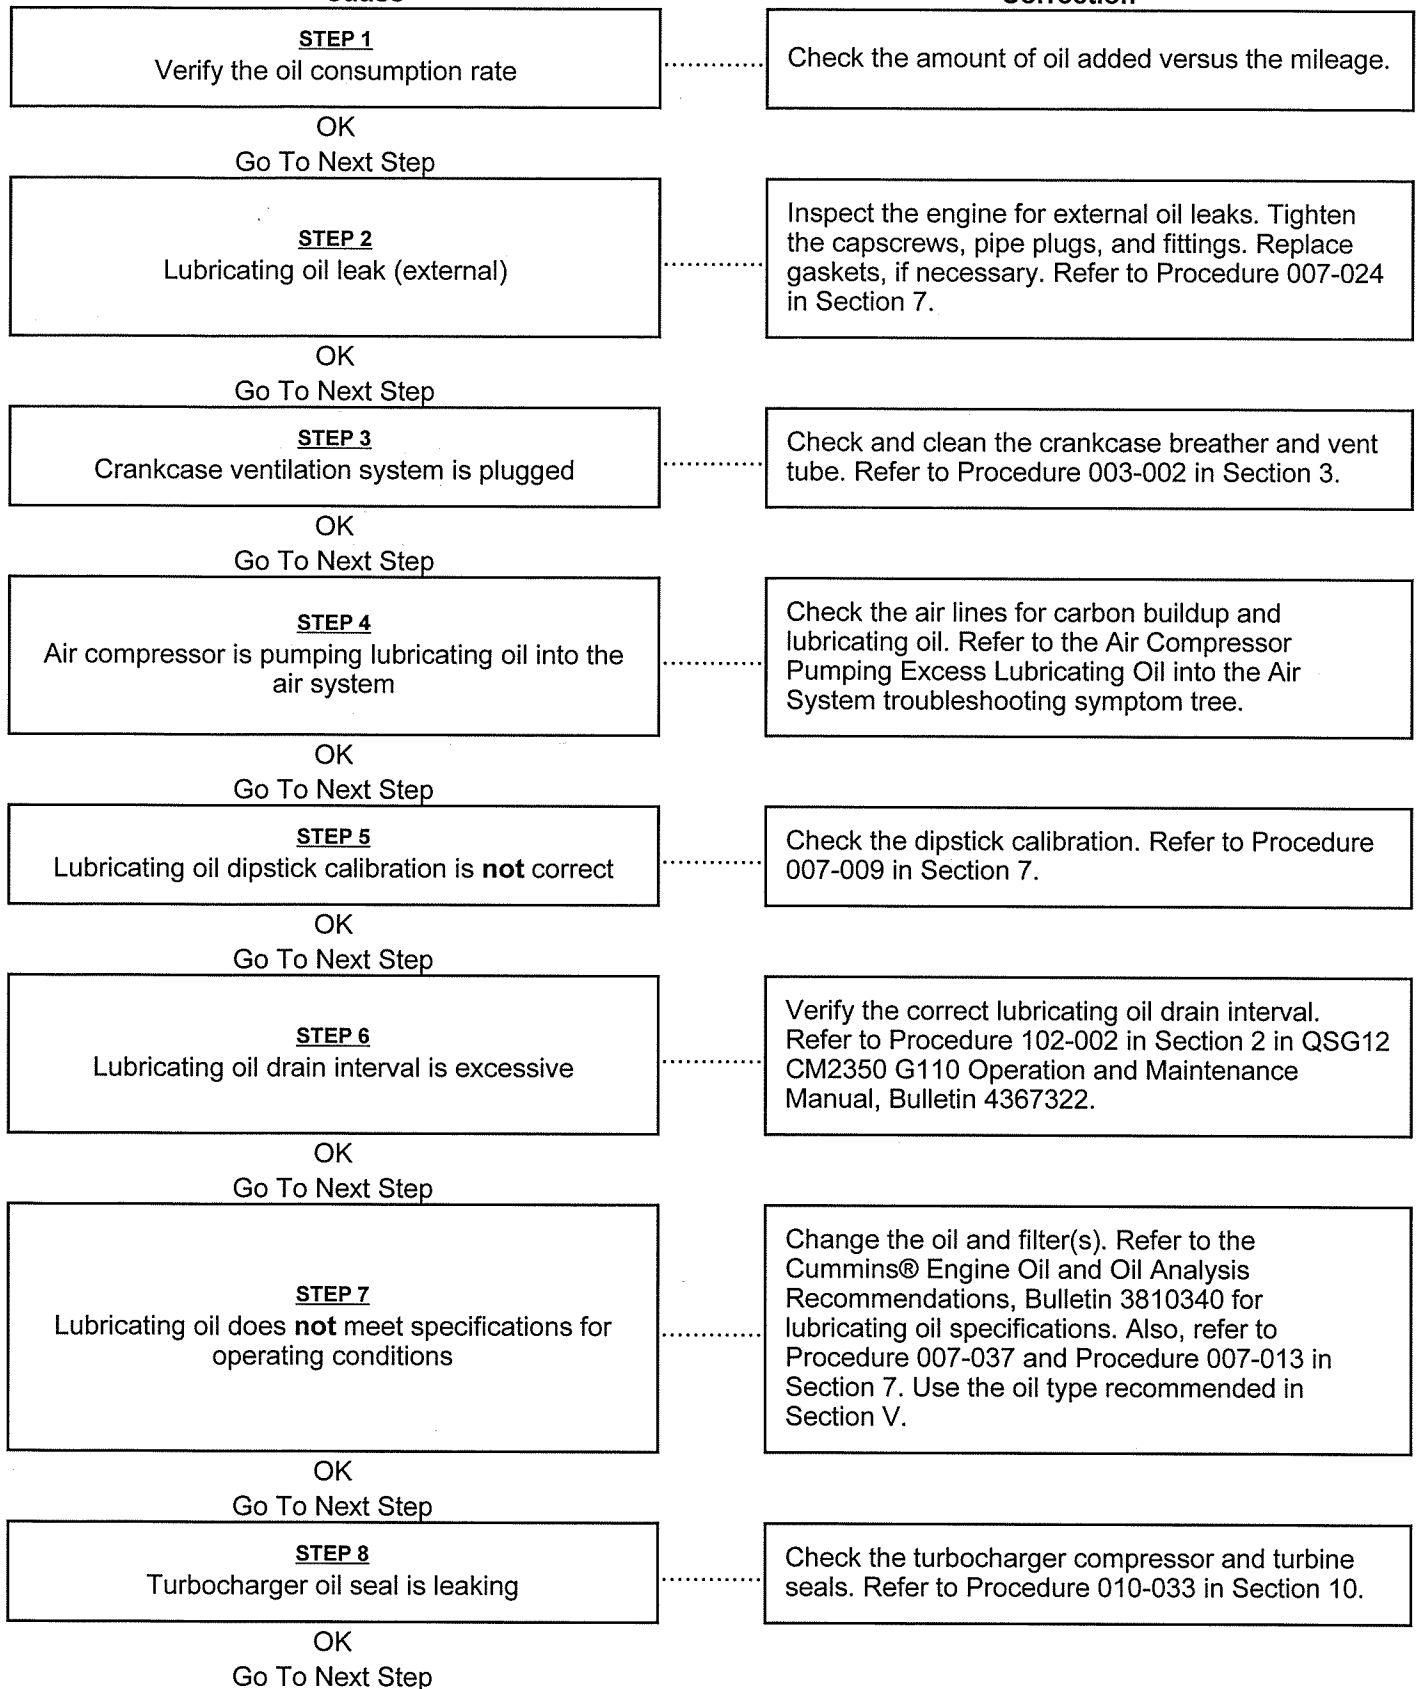 Cause
Correction
STEP 1
Verify the oil consumption rate
Check the amount of oil added versus the mileage.
OK
Go To Next Step
STEP 2
Lubricating oil leak (external)
Inspect the engine for external oil leaks. Tighten
the capscrews, pipe plugs, and fittings. Replace
gaskets, if necessary. Refer to Procedure 007-024
in Section 7.
OK
Go To Next Step
STEP 3
Crankcase ventilation system is plugged
Check and clean the crankcase breather and vent
tube. Refer to Procedure 003-002 in Section 3.
OK
Go To Next Step
STEP 4
Air compressor is pumping lubricating oil into the
air system
Check the air lines for carbon buildup and
lubricating oil. Refer to the Air Compressor
Pumping Excess Lubricating Oil into the Air
System troubleshooting symptom tree.
OK
Go To Next Step
STEP 5
Lubricating oil dipstick calibration is not correct
Check the dipstick calibration. Refer to Procedure
007-009 in Section 7.
OK
Go To Next Step
STEP 6
Lubricating oil drain interval is excessive
Verify the correct lubricating oil drain interval.
Refer to Procedure 102-002 in Section 2 in QSG12
CM2350 G110 Operation and Maintenance
Manual, Bulletin 4367322.
OK
Go To Next Step
STEP 7
Lubricating oil does not meet specifications for
operating conditions
Change the oil and filter(s). Refer to the
Cummins® Engine Oil and Oil Analysis
Recommendations, Bulletin 3810340 for
lubricating oil specifications. Also, refer to
Procedure 007-037 and Procedure 007-013 in
Section 7. Use the oil type recommended in
Section V.
OK
Go To Next Step
STEP 8
Turbocharger oil seal is leaking
Check the turbocharger compressor and turbine
seals. Refer to Procedure 010-033 in Section 10.
OK
Go To Next Step